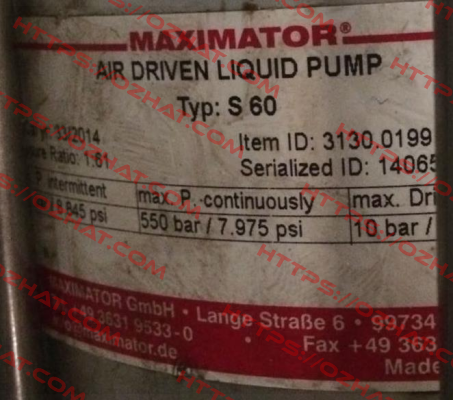 MAXIMATOR®
AIR DRIVEN LIQUID PUMP
Typ: S 60
33/2014
Item ID: 3130.0199
Ratio: 1:61
Serialized ID: 14065
P. intermittent max. P. continuously max. Dri
8.845 psi 550 bar / 7.975 psi 10 bar /
MAXIMATOR GmbH • Lange Straße 6 • 99734
+49 3631 9533-0 • Fax +49 363
info@maximator.de Made
HTTPS://OZHAT.COM